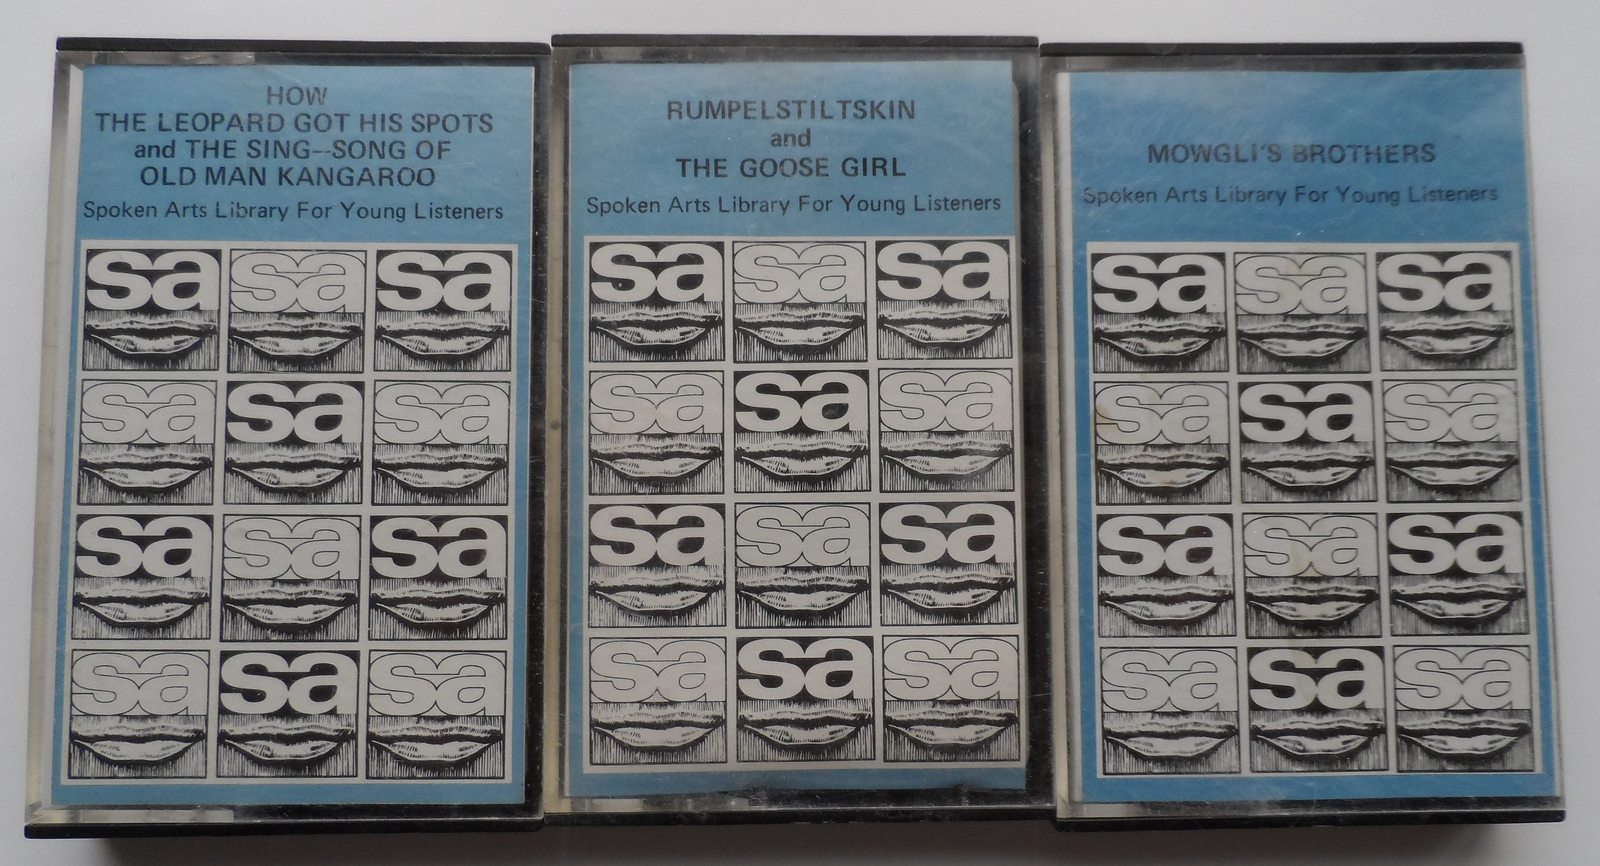 HOW
THE LEOPARD GOT HIS SPOTS
and THE SING--SONG OF
OLD MAN KANGAROO
Spoken Arts Library For Young Listeners
sa sa sa
sa sa sa
sa sa sa
sa sa sa
RUMPELSTILTSKIN
and
THE GOOSE GIRL
Spoken Arts Library For Young Listeners
sa sa sa
sa sa sa
sa sa sa
sa sa sa
MOWGLI'S BROTHERS
Spoken Arts Library For Young Listeners
sa sa sa
sa sa sa
sa sa sa
sa sa sa